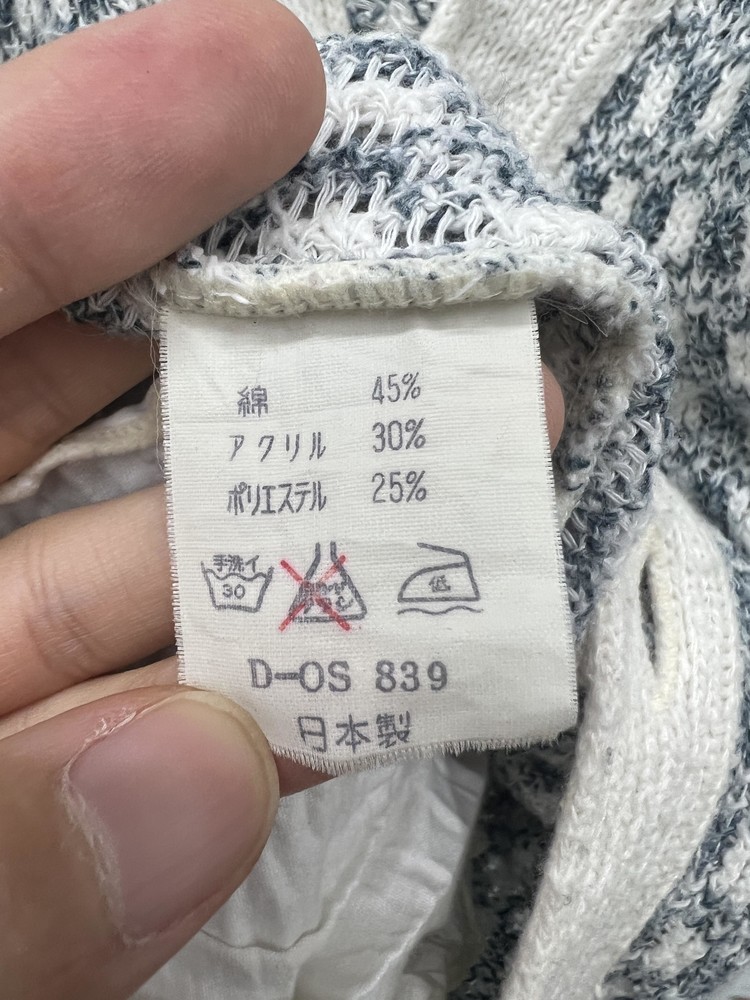 綿 45%
アクリル 30%
ポリエステル 25%
手洗イ
30
低
D-OS 839
日本製